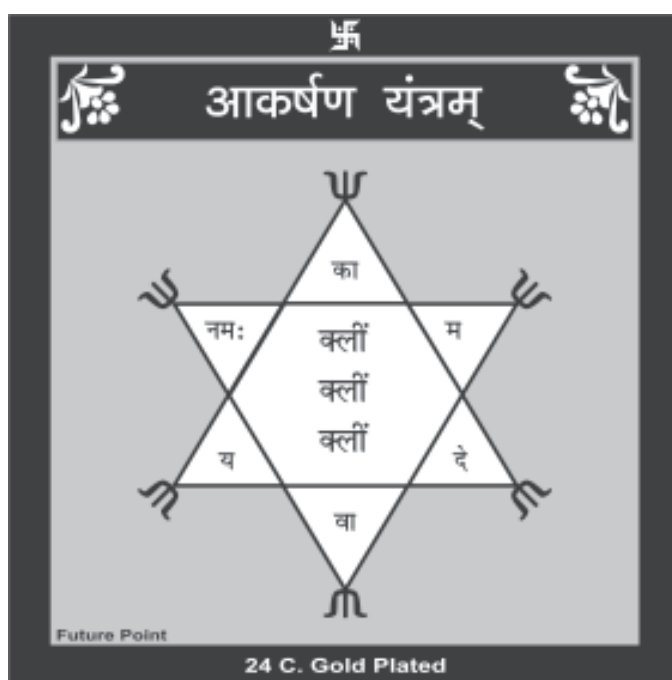 आकर्षण यंत्रम्
का
नमः
म
क्लीं
क्लीं
क्लीं
य
दे
वा
Future Point
24 C. Gold Plated